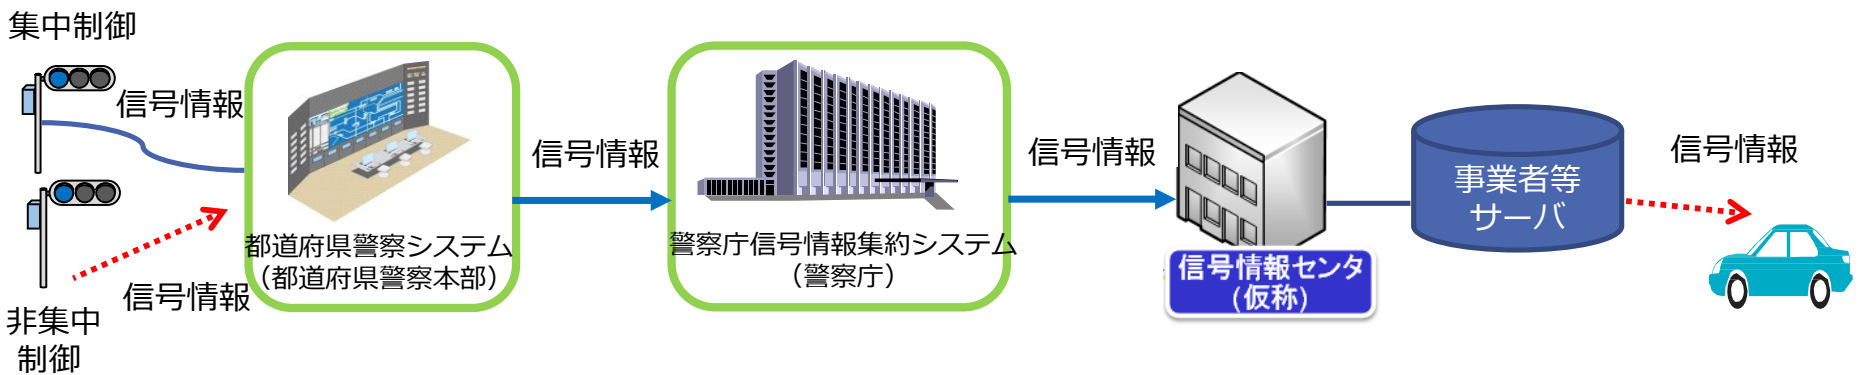 集中制御
信号情報
非集中
制御
信号情報
都道府県警察システム
（都道府県警察本部）
信号情報
警察庁信号情報集約システム
（警察庁）
信号情報
信号情報センタ
(仮称)
事業者等
サーバ
信号情報